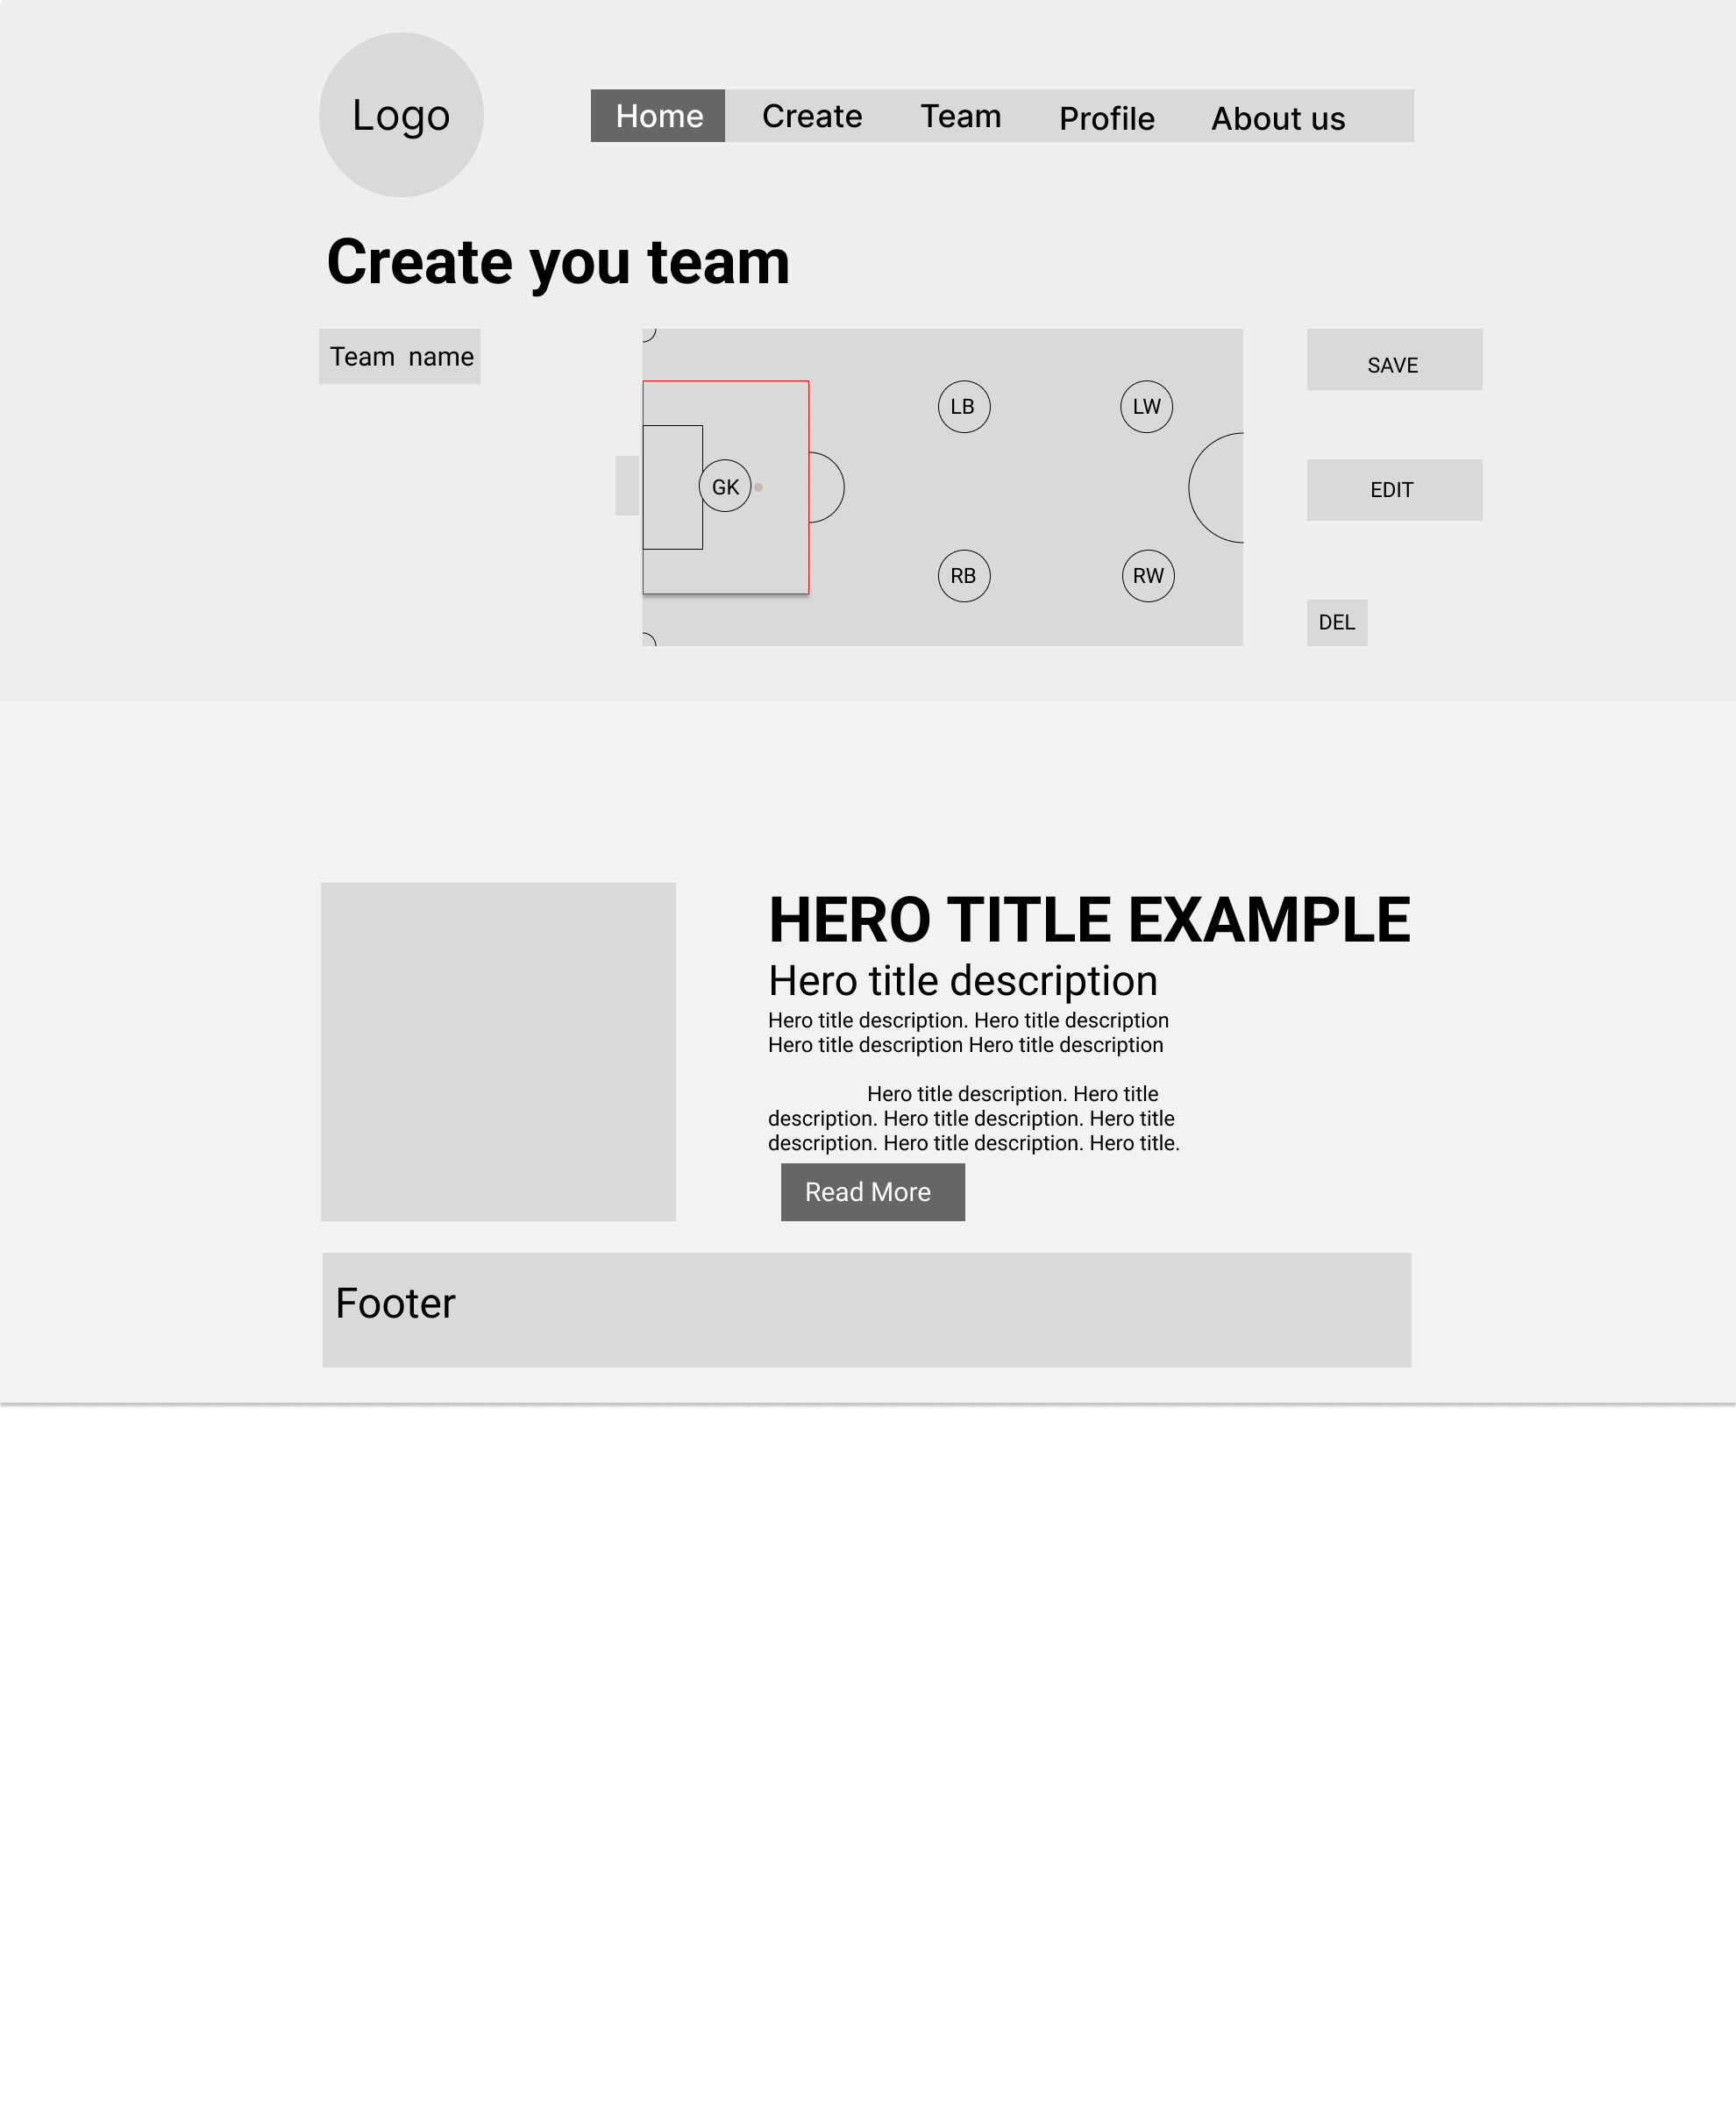 Logo
Home Create Team Profile About us
Create you team
Team name
LB LW
GK
RB RW
SAVE
EDIT
DEL
HERO TITLE EXAMPLE
Hero title description
Hero title description. Hero title description
Hero title description Hero title description
Hero title description. Hero title
description. Hero title description. Hero title
description. Hero title description. Hero title.
Read More
Footer